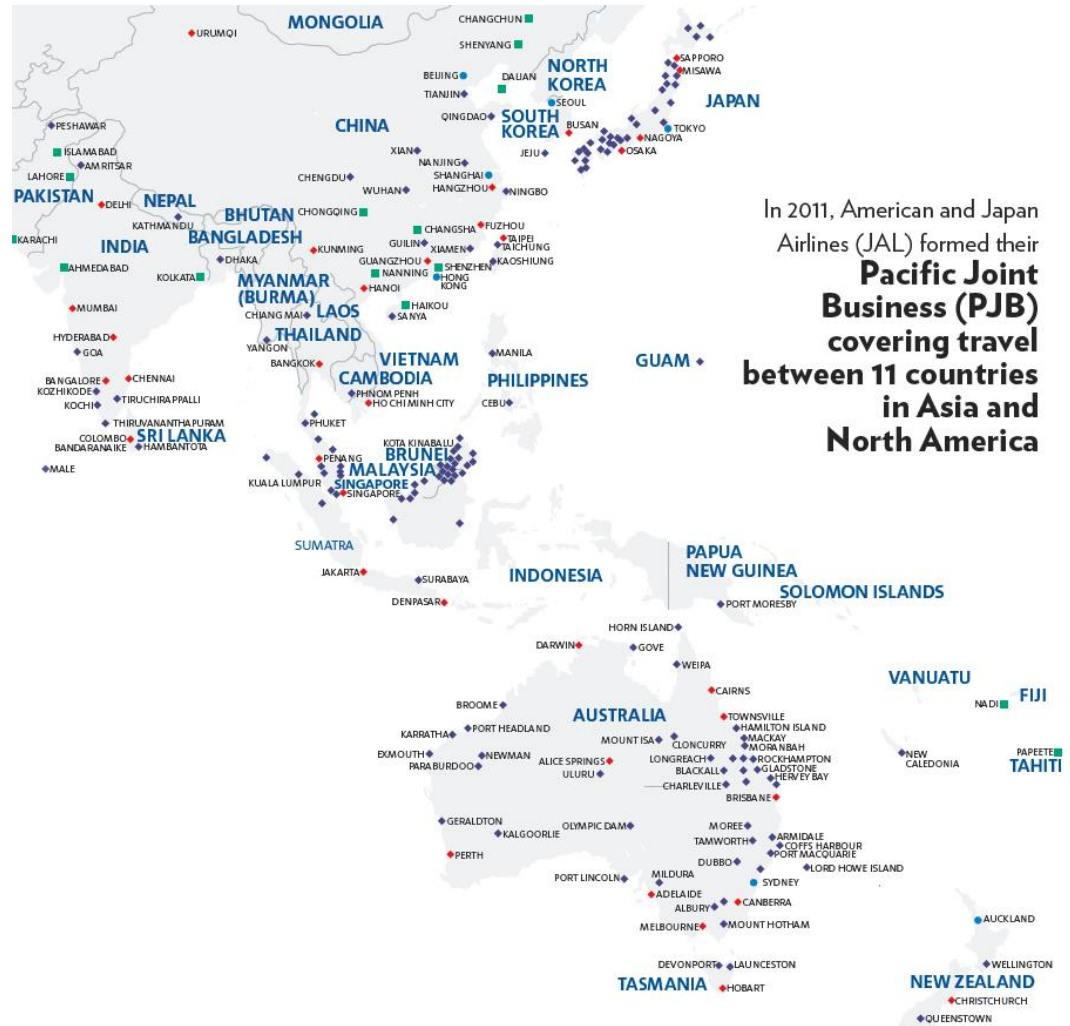 MONGOLIA
CHANGCHUN
URUMQI
SHENYANG
NORTH
KOREA
BEIJING
DALIAN
SAPPORO
MISAWA
TIANJIN
SEOUL
JAPAN
QINGDAO
SOUTH
KOREA
BUSAN
TOKYO
NAGOYA
OSAKA
PESHAWAR
CHINA
ISLAMABAD
AMRITSAR
LAHORE
XIAN
NANJING
JEJU
SHANGHAI
HANGZHOU
CHENGDU
WUHAN
NINGBO
PAKISTAN
DELHI
NEPAL
KATHMANDU
BHUTAN
CHONGQING
CHANGSHA
FUZHOU
KARACHI
INDIA
BANGLADESH
KUNMING
GUILIN
XIAMEN
TAIPEI
TAICHUNG
DHAKA
GUANGZHOU
KAOSHIUNG
AHMEDABAD
KOLKATA
MYANMAR
(BURMA)
NANNING
SHENZHEN
HONG
KONG
HANOI
MUMBAI
CHIANG MAI
LAOS
HAIKOU
SANYA
HYDERABAD
THAILAND
GOA
YANGON
BANGKOK
VIETNAM
MANILA
GUAM
BANGALORE
CHENNAI
CAMBODIA
PHILIPPINES
KOZHIKODE
TIRUCHIRAPPALLI
PHNOM PENH
KOCHI
HO CHI MINH CITY
CEBU
THIRUVANANTHAPURAM
PHUKET
COLOMBO
BANDARANAIKE
SRI LANKA
HAMBANTOTA
KOTA KINABALU
BRUNEI
MALE
PENANG
MALAYSIA
KUALA LUMPUR
SINGAPORE
SINGAPORE
In 2011, American and Japan
Airlines (JAL) formed their
Pacific Joint
Business (PJB)
covering travel
between 11 countries
in Asia and
North America
SUMATRA
JAKARTA
SURABAYA
INDONESIA
DENPASAR
PAPUA
NEW GUINEA
SOLOMON ISLANDS
PORT MORESBY
HORN ISLAND
DARWIN
GOVE
WEIPA
VANUATU
CAIRNS
FIJI
NADI
BROOME
AUSTRALIA
TOWNSVILLE
HAMILTON ISLAND
PORT HEADLAND
KARRATHA
MOUNT ISA
CLONCURRY
MACKAY
MORANBAH
EXMOUTH
NEWMAN
PARABURDOO
ALICE SPRINGS
LONGREACH
ROCKHAMPTON
NEW
CALEDONIA
PAPEETE
TAHITI
ULURU
BLACKALL
GLADSTONE
HERVEY BAY
CHARLEVILLE
BRISBANE
GERALDTON
KALGOORLIE
OLYMPIC DAM
MOREE
TAMWORTH
ARMIDALE
COFFS HARBOUR
PORT MACQUARIE
PERTH
DUBBO
LORD HOWE ISLAND
PORT LINCOLN
MILDURA
SYDNEY
ADELAIDE
ALBURY
CANBERRA
MELBOURNE
MOUNT HOTHAM
AUCKLAND
DEVONPORT
LAUNCESTON
WELLINGTON
TASMANIA
HOBART
NEW ZEALAND
CHRISTCHURCH
QUEENSTOWN